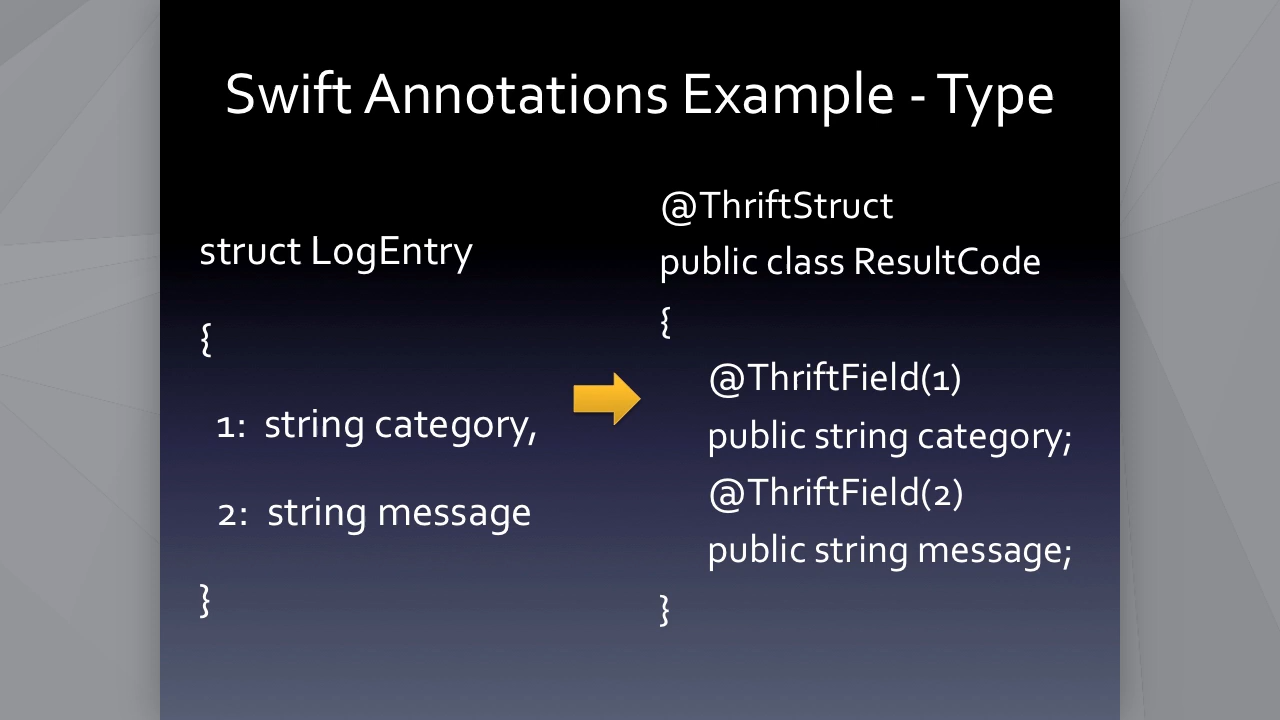 Swift Annotations Example - Type
struct LogEntry
{
1: string category,
2: string message
}
@ThriftStruct
public class ResultCode
{
@ThriftField(1)
public string category;
@ThriftField(2)
public string message;
}